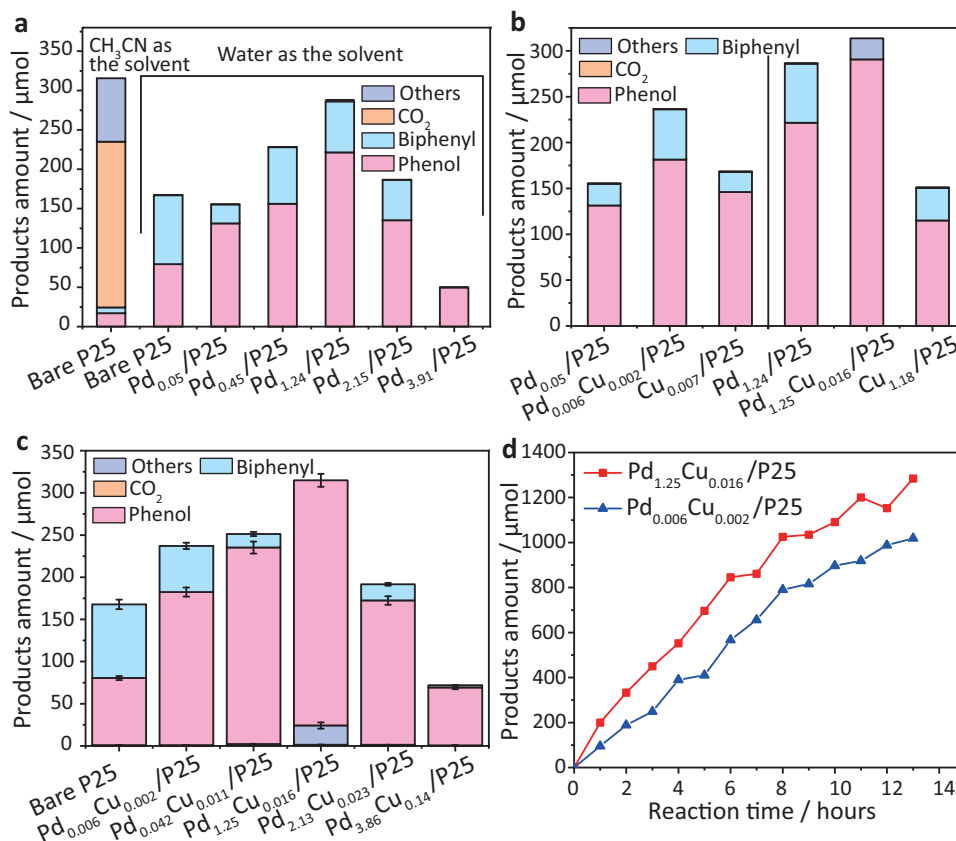 a
Products amount / μmol
350
300
250
200
150
100
50
0
CH₃CN as
the solvent
Water as the solvent
Others
CO₂
Biphenyl
Phenol
Bare P25
Bare P25
Pd₀.₀₅/P25
Pd₀.₄₅/P25
Pd₁.₂₄/P25
Pd₂.₁₅/P25
Pd₃.₉₁/P25
b
Products amount / μmol
300
250
200
150
100
50
0
Others Biphenyl
CO₂
Phenol
Pd₀.₀₅/P25
Pd₀.₀₀₆Cu₀.₀₀₂/P25
Cu₀.₀₀₇/P25
Pd₁.₂₄/P25
Pd₁.₂₅Cu₀.₀₁₆/P25
Cu₁.₁₈/P25
c
Products amount / μmol
350
300
250
200
150
100
50
0
Others Biphenyl
CO₂
Phenol
Bare P25
Pd₀.₀₀₆Cu₀.₀₀₂/P25
Pd₀.₀₄₂Cu₀.₀₁₁/P25
Pd₁.₂₅Cu₀.₀₁₆/P25
Pd₂.₁₃Cu₀.₀₂₃/P25
Pd₃.₈₆Cu₀.₁₄/P25
d
Products amount / μmol
1400
1200
1000
800
600
400
200
0
Pd₁.₂₅Cu₀.₀₁₆/P25
Pd₀.₀₀₆Cu₀.₀₀₂/P25
0 2 4 6 8 10 12 14
Reaction time / hours